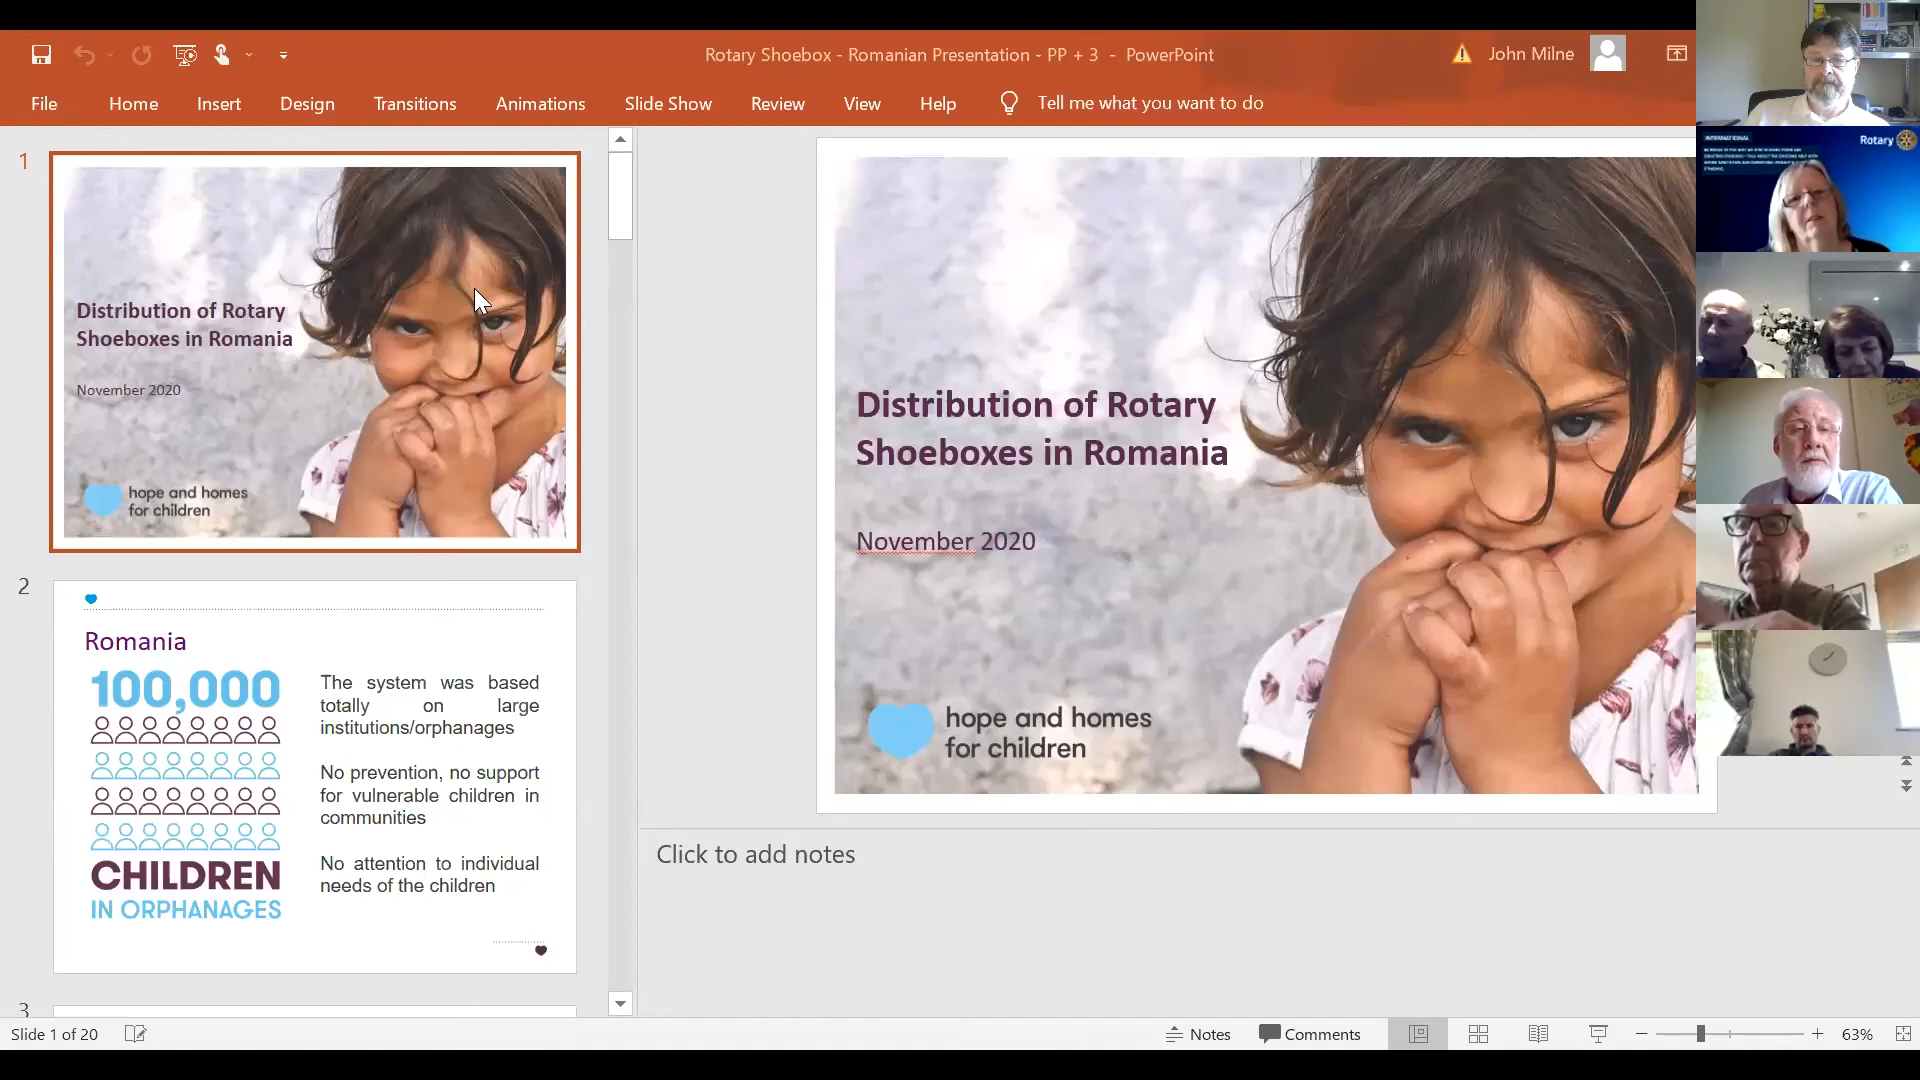 Rotary Shoebox - Romanian Presentation - PP + 3 - PowerPoint
John Milne
File Home Insert Design Transitions Animations Slide Show Review View Help Tell me what you want to do
1
Distribution of Rotary
Shoeboxes in Romania
November 2020
hope and homes
for children
2
Romania
100,000
CHILDREN
IN ORPHANAGES
The system was based
totally on large
institutions/orphanages
No prevention, no support
for vulnerable children in
communities
No attention to individual
needs of the children
3
Distribution of Rotary
Shoeboxes in Romania
November 2020
hope and homes
for children
Click to add notes
INTERNATIONAL
Rotary
Slide 1 of 20
Notes Comments 63%